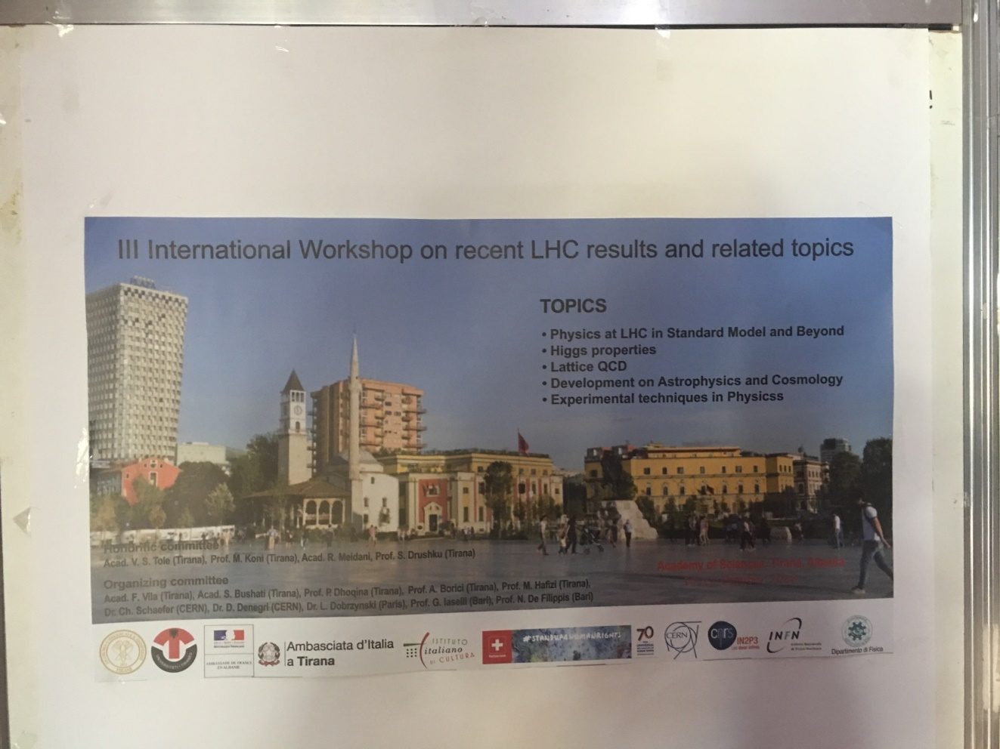 III International Workshop on recent LHC results and related topics
PLAZA
TOPICS
• Physics at LHC in Standard Model and Beyond
• Higgs properties
• Lattice QCD
• Development on Astrophysics and Cosmology
• Experimental techniques in Physicss
Honorific committee
Acad. V. S. Tole (Tirana), Prof. M. Koni (Tirana), Acad. R. Meidani, Prof. S. Drushku (Tirana)
Academy of Sciences, Tirana, Albania
Organizing committee
Acad. F. Vila (Tirana), Acad. S. Bushati (Tirana), Prof. P. Dhoqina (Tirana), Prof. A. Borici (Tirana), Prof. M. Hafizi (Tirana),
Dr. Ch. Schaefer (CERN), Dr. D. Denegri (CERN), Dr. L. Dobrzynski (Paris), Prof. G. Iaselli (Bari), Prof. N. De Filippis (Bari)
AMBASSADE DE FRANCE
EN ALBANIE
Ambasciata d'Italia
a Tirana
ISTITUTO
italiano
DI CULTURA
#STANDUP4HUMANRIGHTS
70
CERN
cnrs
IN2P3
INFN
Dipartimento di Fisica